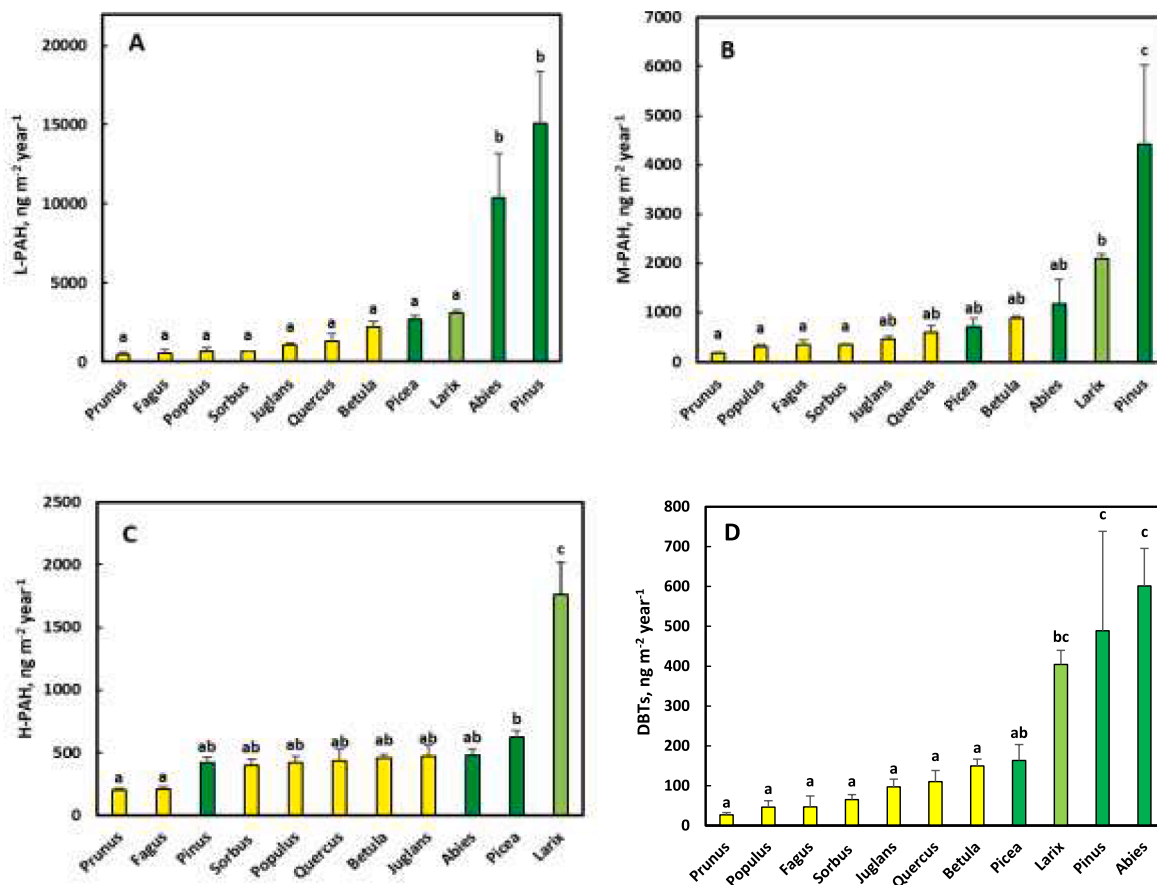 A
L-PAH, ng m-2 year-1
20000
15000
10000
5000
0
a
a
a
a
a
a
a
a
a
b
b
Prunus
Fagus
Populus
Sorbus
Juglans
Quercus
Betula
Picea
Larix
Abies
Pinus
B
M-PAH, ng m-2 year-1
7000
6000
5000
4000
3000
2000
1000
0
a
a
a
a
ab
ab
ab
ab
ab
b
c
Prunus
Populus
Fagus
Sorbus
Juglans
Quercus
Picea
Betula
Abies
Larix
Pinus
C
H-PAH, ng m-2 year-1
2500
2000
1500
1000
500
0
a
a
ab
ab
ab
ab
ab
ab
ab
b
c
Prunus
Fagus
Pinus
Sorbus
Populus
Quercus
Betula
Juglans
Abies
Picea
Larix
D
DBTs, ng m-2 year-1
800
700
600
500
400
300
200
100
0
a
a
a
a
a
a
a
ab
bc
c
c
Prunus
Populus
Fagus
Sorbus
Juglans
Quercus
Betula
Picea
Larix
Pinus
Abies